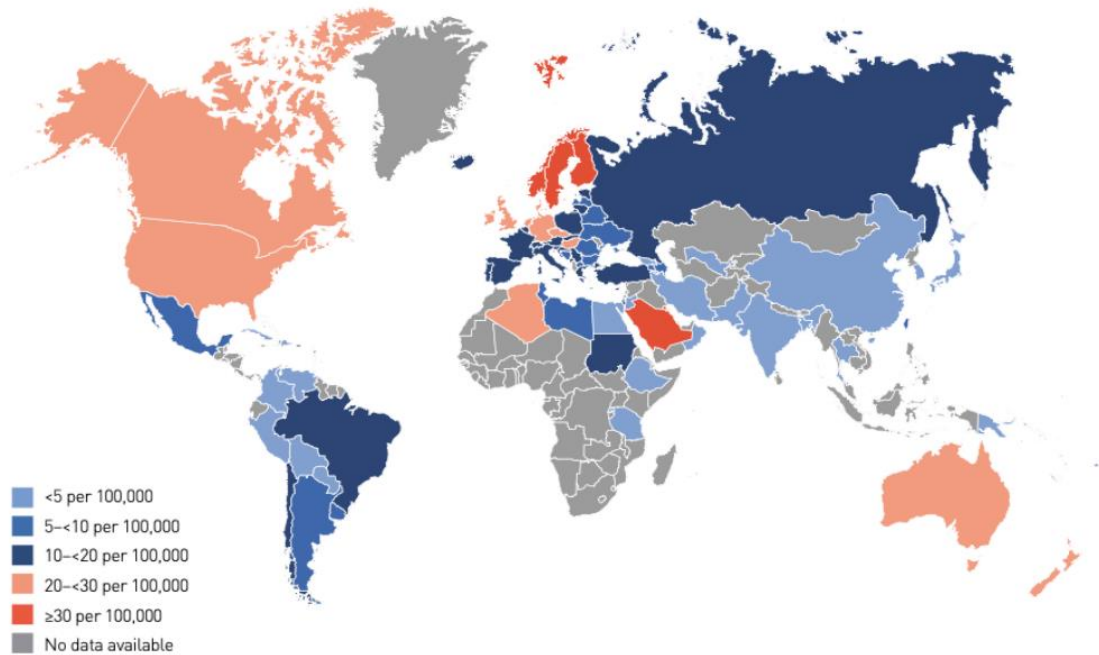 <5 per 100,000
5–<10 per 100,000
10–<20 per 100,000
20–<30 per 100,000
≥30 per 100,000
No data available